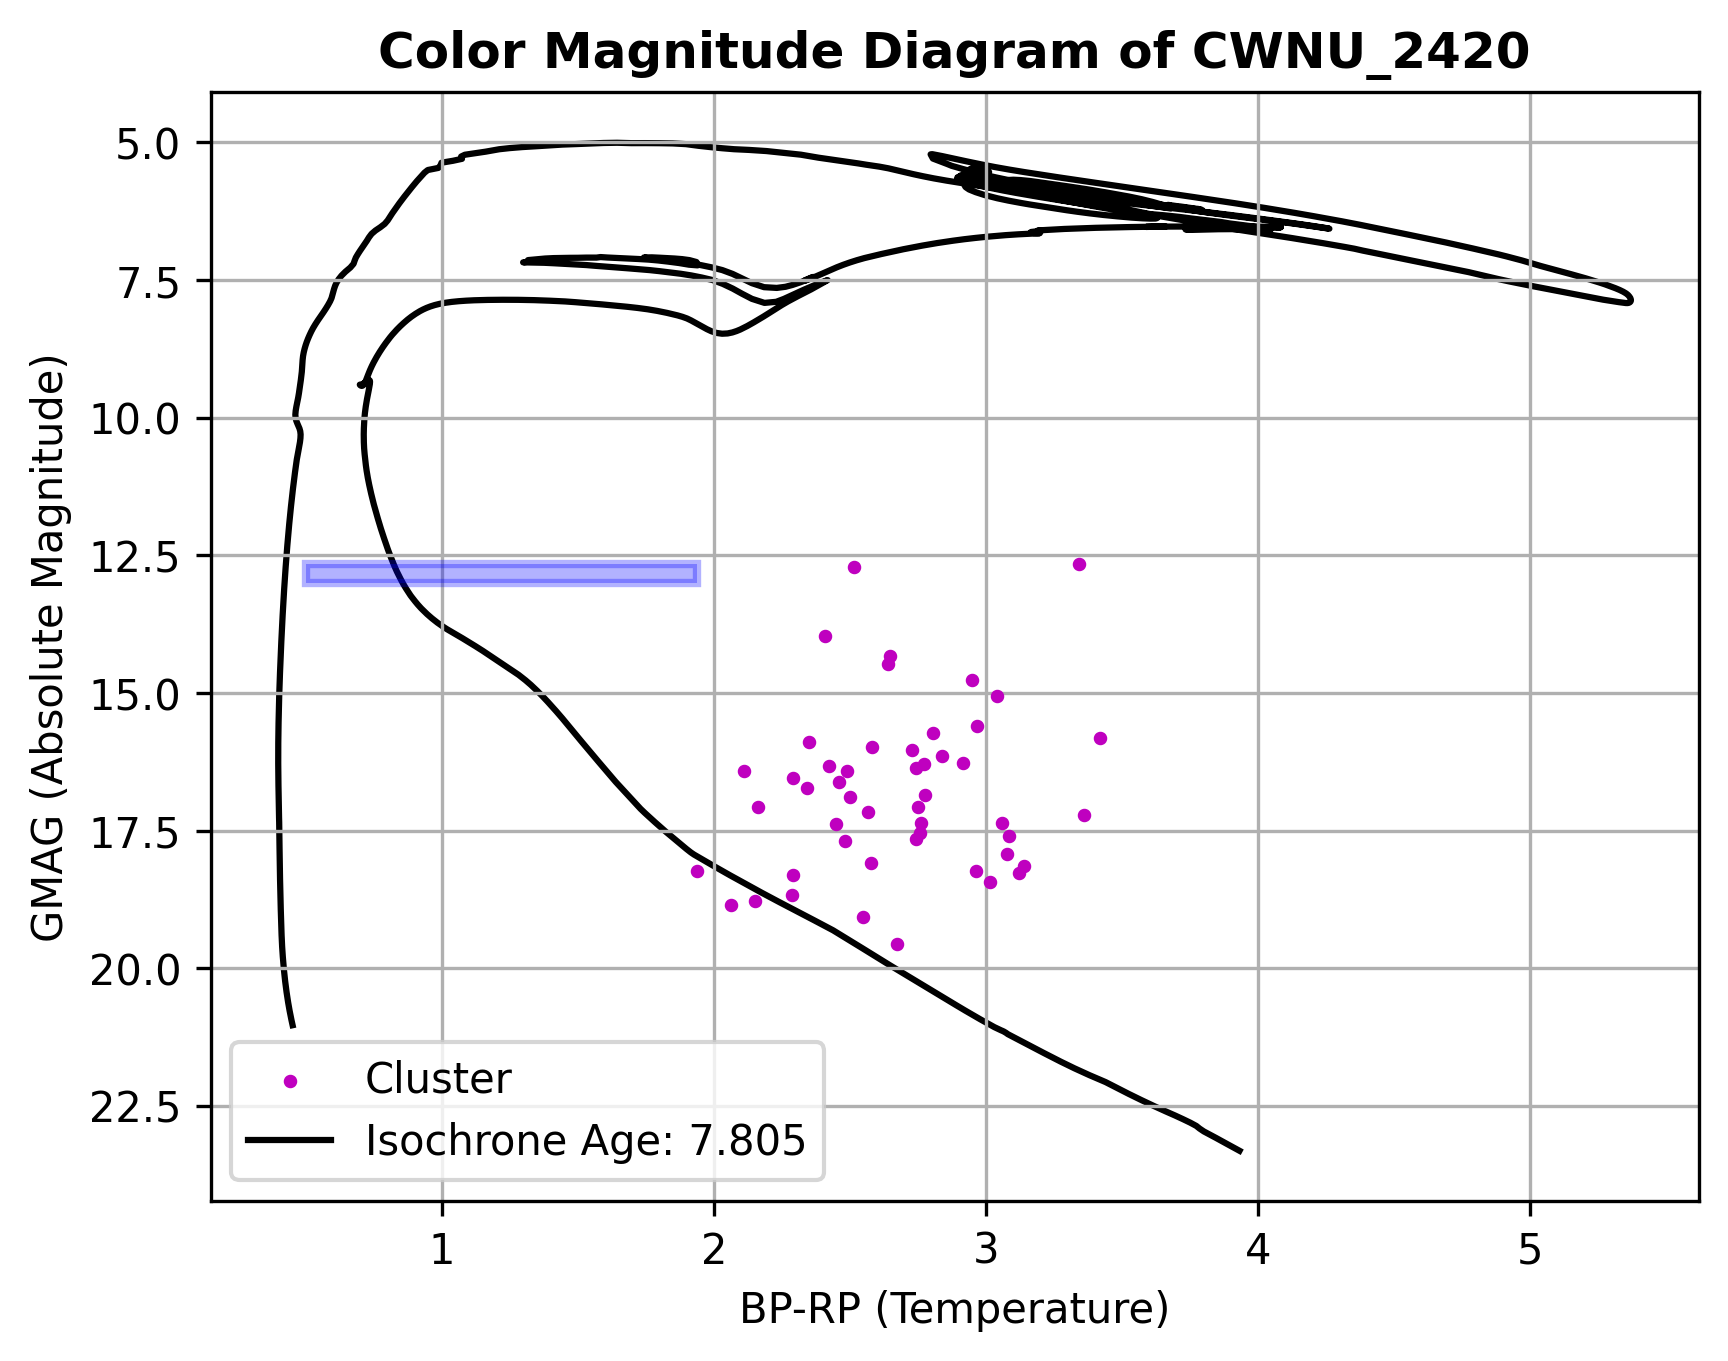 Color Magnitude Diagram of CWNU_2420
GMAG (Absolute Magnitude)
5.0
7.5
10.0
12.5
15.0
17.5
20.0
22.5
Cluster
Isochrone Age: 7.805
1 2 3 4 5
BP-RP (Temperature)